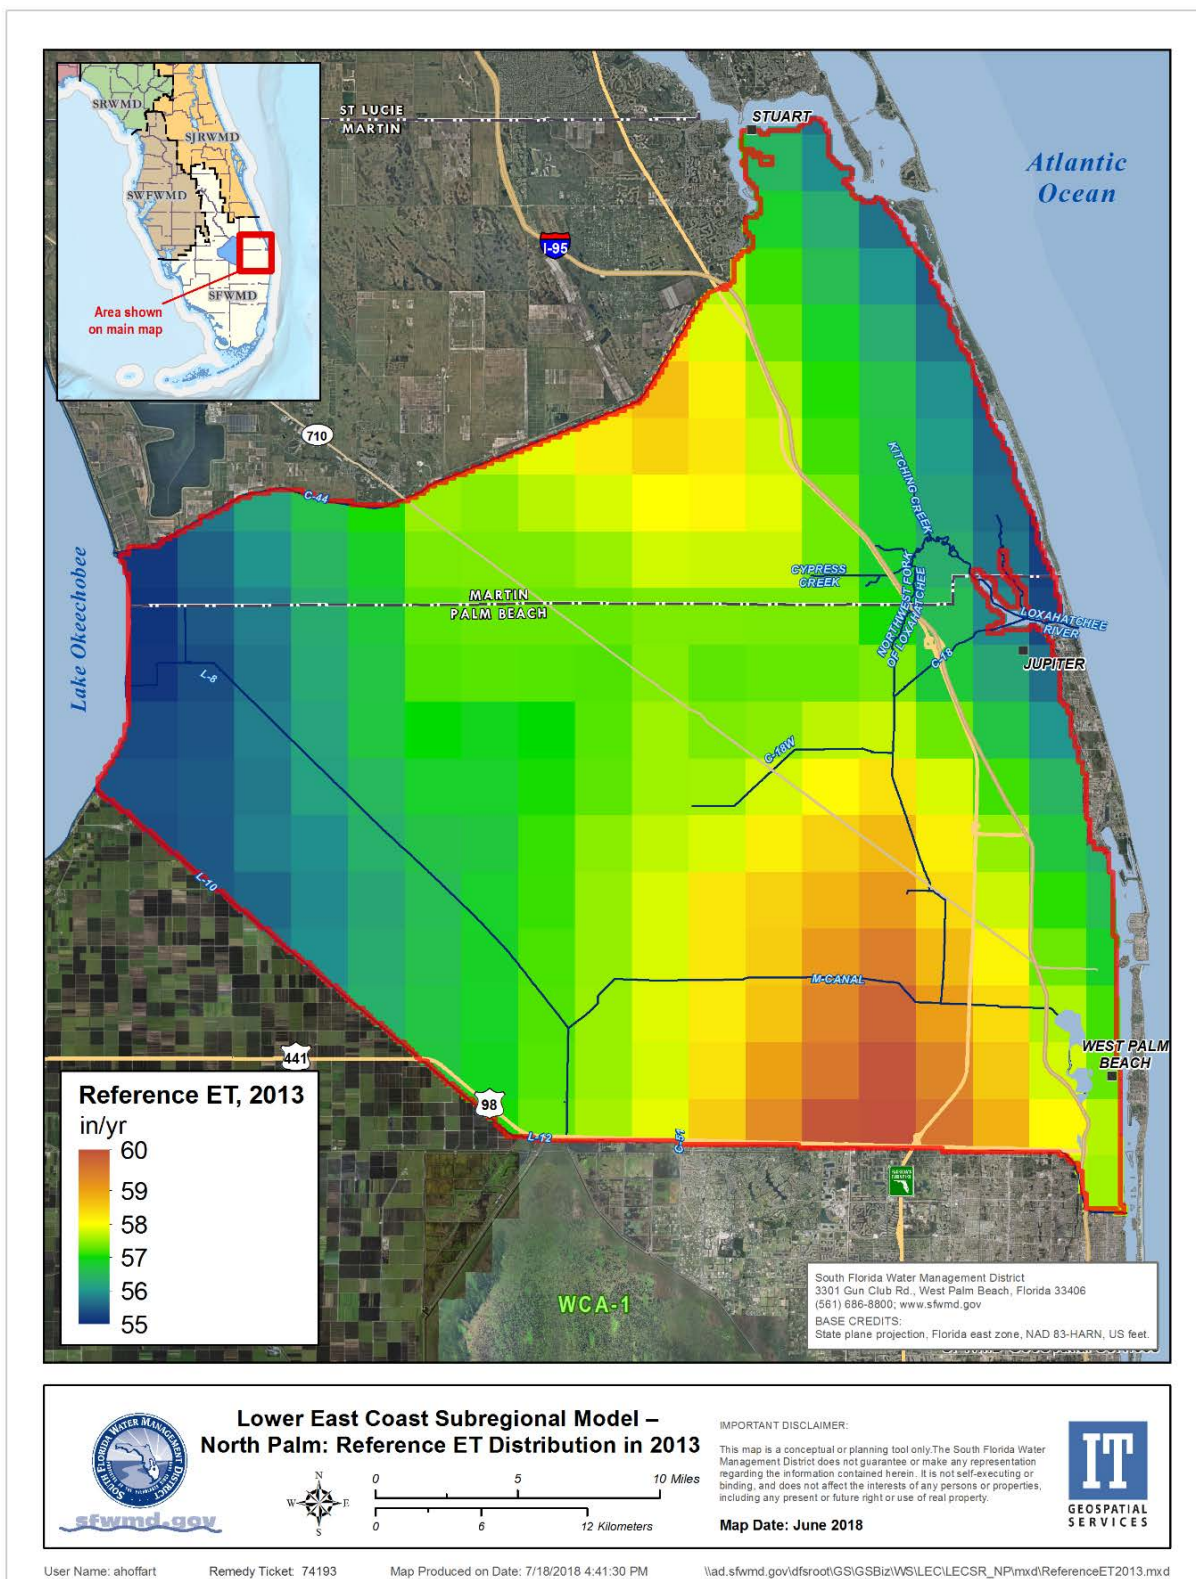 SRWMD
SJRWMD
SWFWMD
SFWMD
Area shown
on main map
ST LUCIE
MARTIN
STUART
Atlantic
Ocean
I-95
710
C-44
KITCHING CREEK
CYPRESS
CREEK
NORTHWEST FORK
OF LOXAHATCHEE
MARTIN
PALM BEACH
LOXAHATCHEE
RIVER
Lake Okeechobee
C-18
JUPITER
L-8
C-18W
L-10
M-CANAL
WEST PALM
BEACH
441
98
L-12
C-51
WCA-1
Reference ET, 2013
in/yr
60
59
58
57
56
55
South Florida Water Management District
3301 Gun Club Rd., West Palm Beach, Florida 33406
(561) 686-8800; www.sfwmd.gov
BASE CREDITS:
State plane projection, Florida east zone, NAD 83-HARN, US feet.
SOUTH FLORIDA WATER MANAGEMENT DISTRICT
sfwmd.gov
Lower East Coast Subregional Model –
North Palm: Reference ET Distribution in 2013
N
W E
S
0 5 10 Miles
0 6 12 Kilometers
IMPORTANT DISCLAIMER:
This map is a conceptual or planning tool only.The South Florida Water
Management District does not guarantee or make any representation
regarding the information contained herein. It is not self-executing or
binding, and does not affect the interests of any persons or properties,
including any present or future right or use of real property.
Map Date: June 2018
IT
GEOSPATIAL
SERVICES
User Name: ahoffart Remedy Ticket: 74193 Map Produced on Date: 7/18/2018 4:41:30 PM \\ad.sfwmd.gov\dfsroot\GS\GSBiz\WS\LEC\LECSR_NP\mxd\ReferenceET2013.mxd